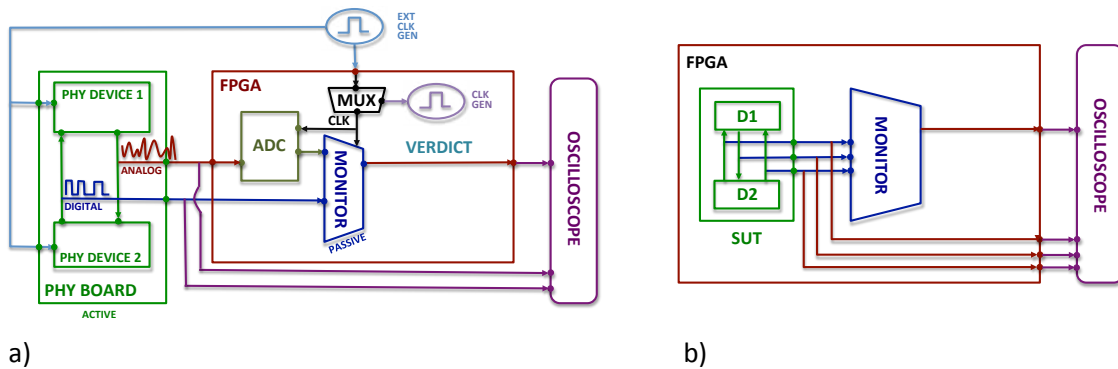 EXT
CLK
GEN
FPGA
PHY DEVICE 1
MUX
CLK
GEN
CLK
ADC
VERDICT
MONITOR
ANALOG
DIGITAL
PASSIVE
PHY DEVICE 2
PHY BOARD
ACTIVE
OSCILLOSCOPE
a)
FPGA
D1
D2
SUT
MONITOR
OSCILLOSCOPE
b)